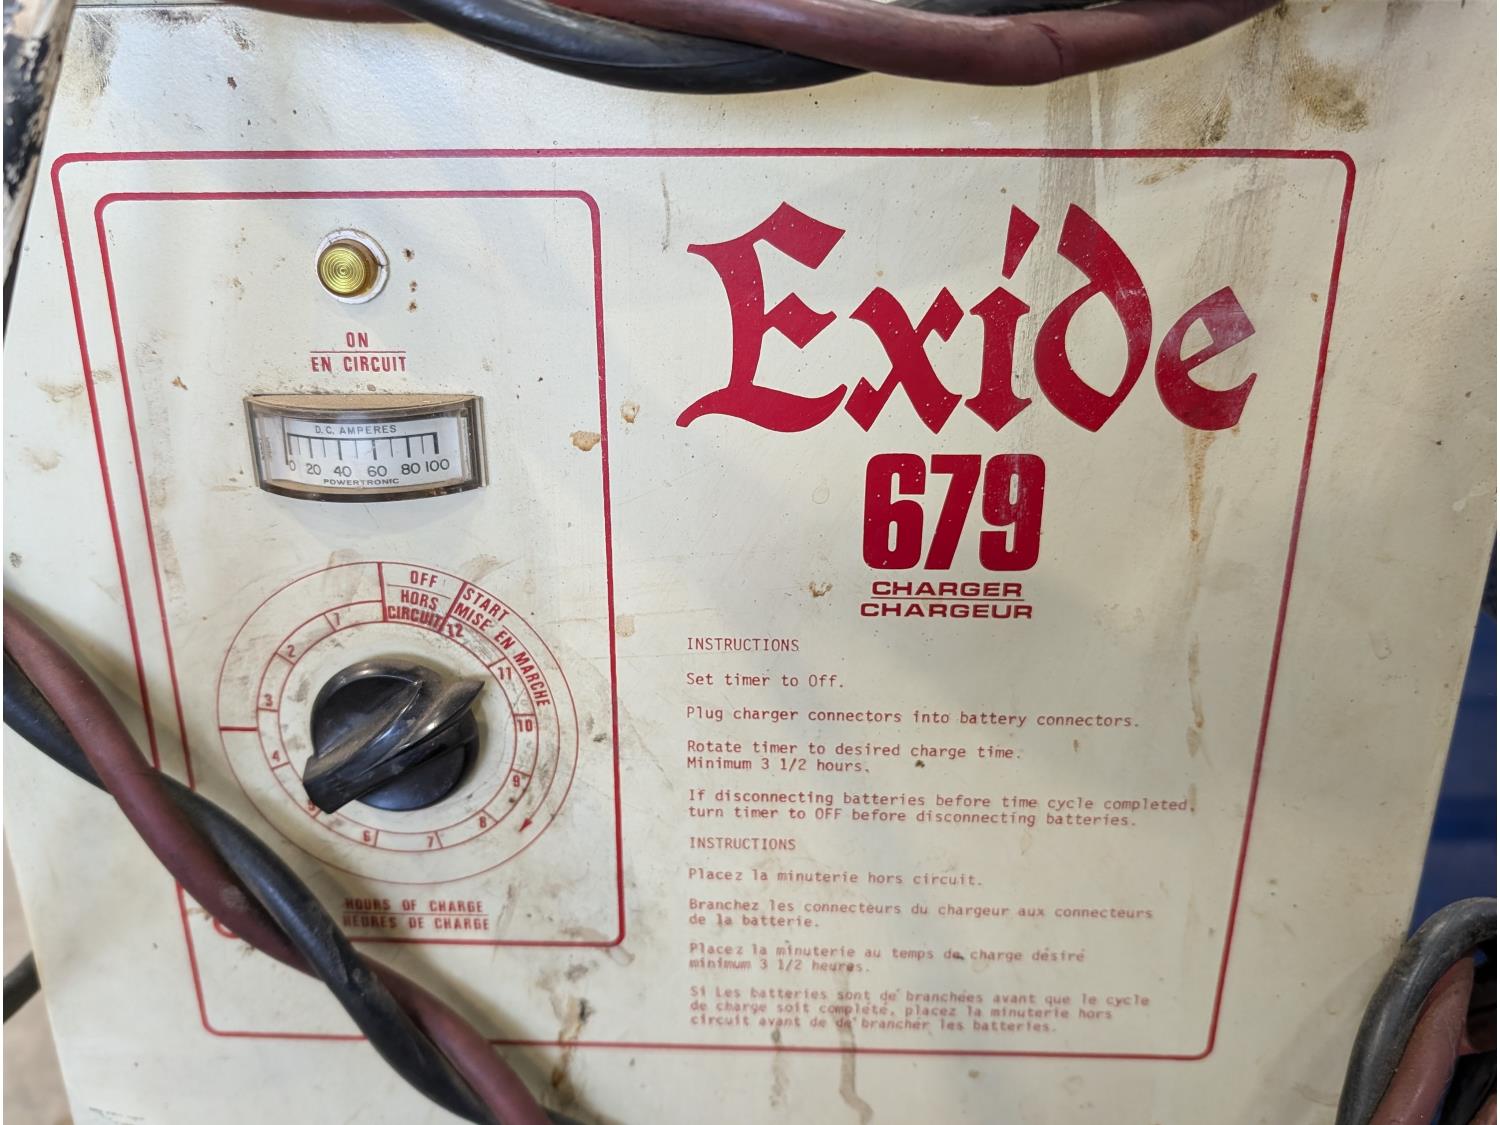 ON
EN CIRCUIT
D.C. AMPERES
0 20 40 60 80 100
POWERTRONIC
OFF
HORS
CIRCUIT
START
MISE EN MARCHE
12
11
10
9
8
7
6
5
4
3
2
1
HOURS OF CHARGE
HEURES DE CHARGE
Exide
679
CHARGER
CHARGEUR
INSTRUCTIONS
Set timer to Off.
Plug charger connectors into battery connectors.
Rotate timer to desired charge time.
Minimum 3 1/2 hours.
If disconnecting batteries before time cycle completed,
turn timer to OFF before disconnecting batteries.
INSTRUCTIONS
Placez la minuterie hors circuit.
Branchez les connecteurs du chargeur aux connecteurs
de la batterie.
Placez la minuterie au temps de charge désiré
minimum 3 1/2 heures.
Si Les batteries sont de'branchées avant que le cycle
de charge soit complété, placez la minuterie hors
circuit avant de de'brancher les batteries.